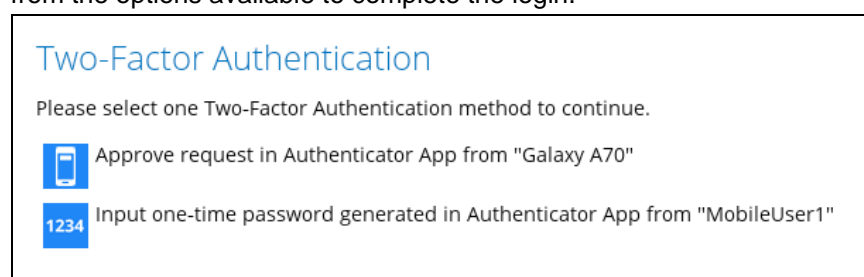 from the options available to complete the login.
Two-Factor Authentication
Please select one Two-Factor Authentication method to continue.
Approve request in Authenticator App from "Galaxy A70"
1234 Input one-time password generated in Authenticator App from "MobileUser1"